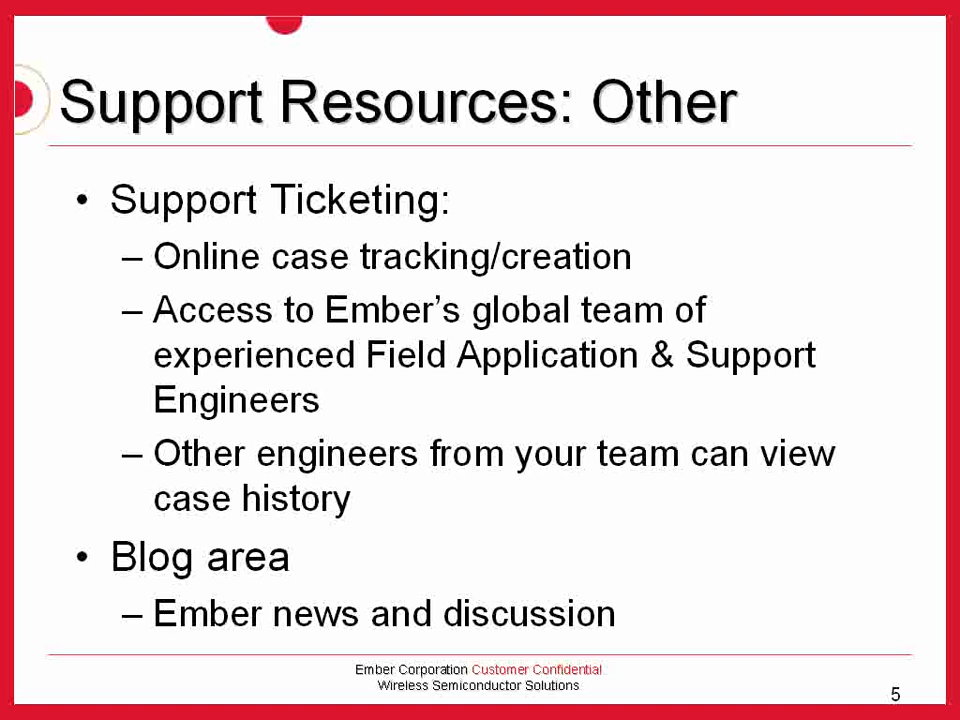 Support Resources: Other
• Support Ticketing:
– Online case tracking/creation
– Access to Ember’s global team of
experienced Field Application & Support
Engineers
– Other engineers from your team can view
case history
• Blog area
– Ember news and discussion
Ember Corporation Customer Confidential
Wireless Semiconductor Solutions
5